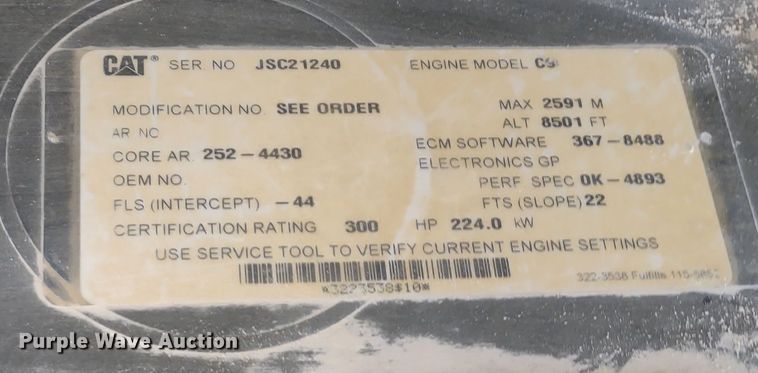 CAT® SER. NO JSC21240 ENGINE MODEL
MODIFICATION NO. SEE ORDER MAX 2591 M
AR NO ALT 8501 FT
CORE AR. 252-4430 ECM SOFTWARE 367-8488
OEM NO. ELECTRONICS GP
PERF SPEC 0K-4893
FLS (INTERCEPT) -44 FTS (SLOPE) 22
CERTIFICATION RATING 300 HP 224.0 kW
USE SERVICE TOOL TO VERIFY CURRENT ENGINE SETTINGS
*3223538$10*
322-3538 Fulfills
Purple Wave Auction